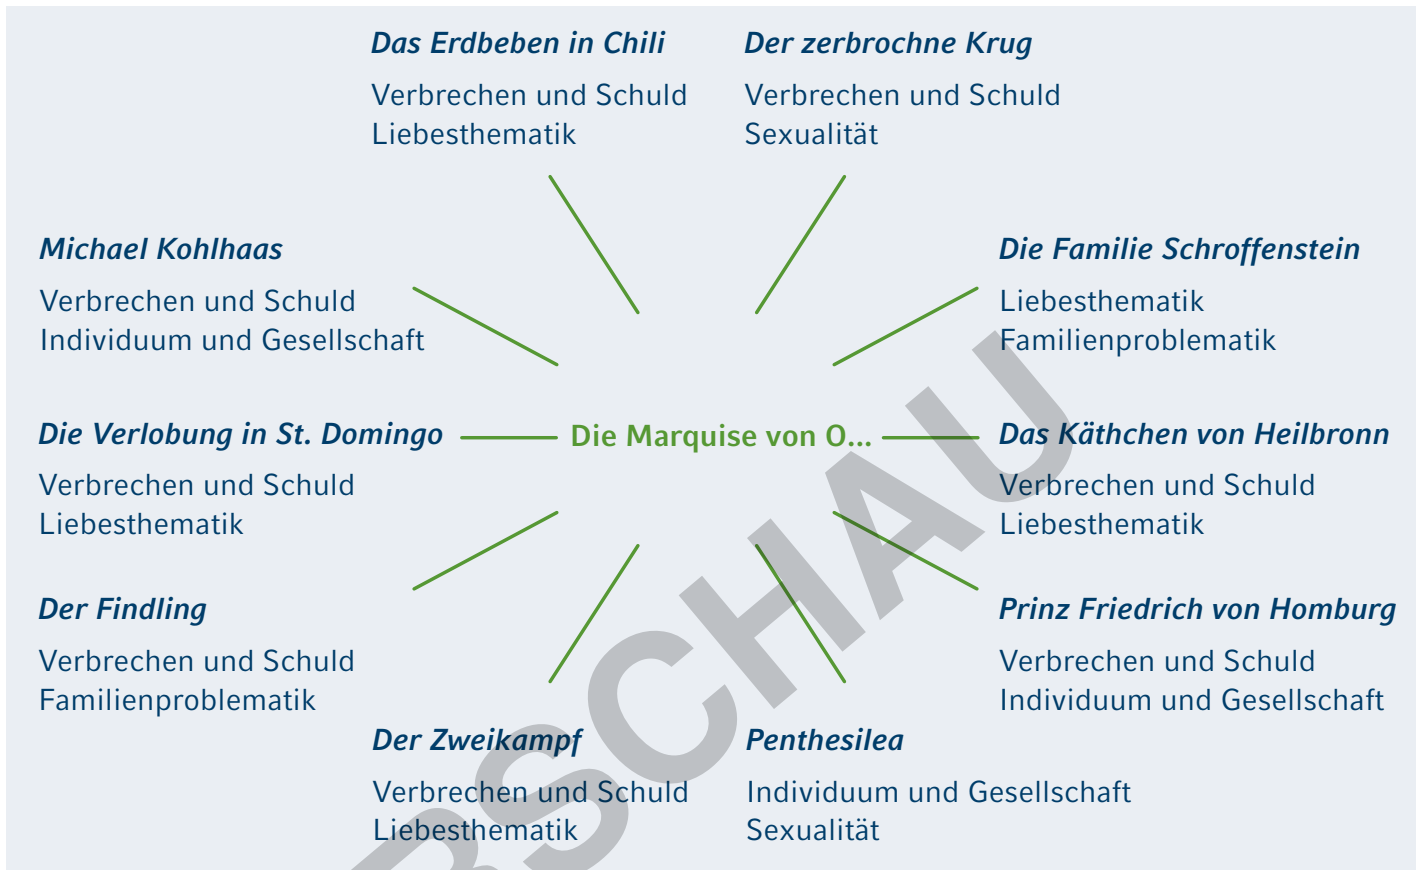 Das Erdbeben in Chili
Verbrechen und Schuld
Liebesthematik
Der zerbrochne Krug
Verbrechen und Schuld
Sexualität
Michael Kohlhaas
Verbrechen und Schuld
Individuum und Gesellschaft
Die Familie Schroffenstein
Liebesthematik
Familienproblematik
Die Verlobung in St. Domingo
Verbrechen und Schuld
Liebesthematik
Die Marquise von O...
Das Käthchen von Heilbronn
Verbrechen und Schuld
Liebesthematik
Der Findling
Verbrechen und Schuld
Familienproblematik
Prinz Friedrich von Homburg
Verbrechen und Schuld
Individuum und Gesellschaft
Der Zweikampf
Verbrechen und Schuld
Liebesthematik
Penthesilea
Individuum und Gesellschaft
Sexualität
BSCHAU